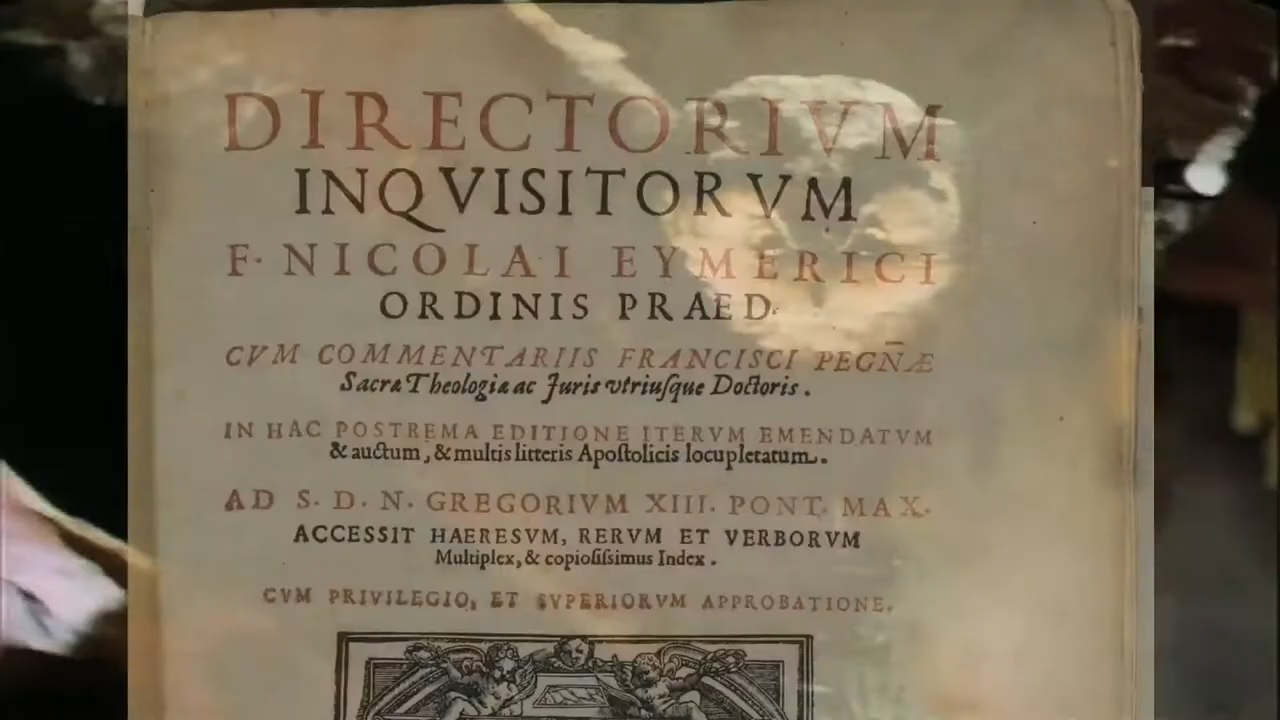 DIRECTORIVM
INQVISITORVM
F. NICOLAI EYMERICI
ORDINIS PRAED.
CVM COMMENTARIIS FRANCISCI PEGÑÆ
Sacræ Theologiæ ac Juris vtriuſque Doctoris.
IN HAC POSTREMA EDITIONE ITERVM EMENDATVM
& auctum, & multis litteris Apoſtolicis locupletatum.
AD S. D. N. GREGORIVM XIII. PONT. MAX.
ACCESSIT HAERESVM, RERVM ET VERBORVM
Multiplex, & copioſiſsimus Index.
CVM PRIVILEGIO, ET SVPERIORVM APPROBATIONE.